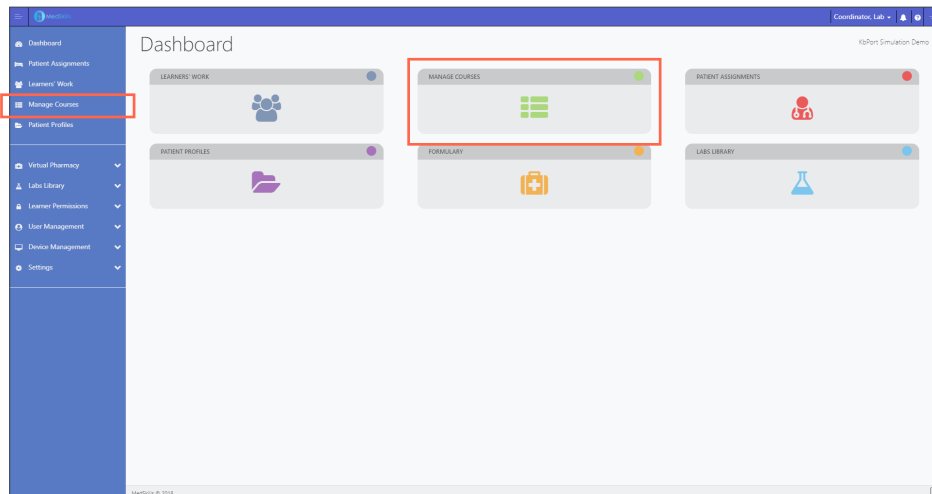 MedSkills
Coordinator, Lab
Dashboard
Patient Assignments
Learners' Work
Manage Courses
Patient Profiles
Virtual Pharmacy
Labs Library
Learner Permissions
User Management
Device Management
Settings
Dashboard
KbPort Simulation Demo
LEARNERS' WORK
MANAGE COURSES
PATIENT ASSIGNMENTS
PATIENT PROFILES
FORMULARY
LABS LIBRARY
MedSkills © 2018